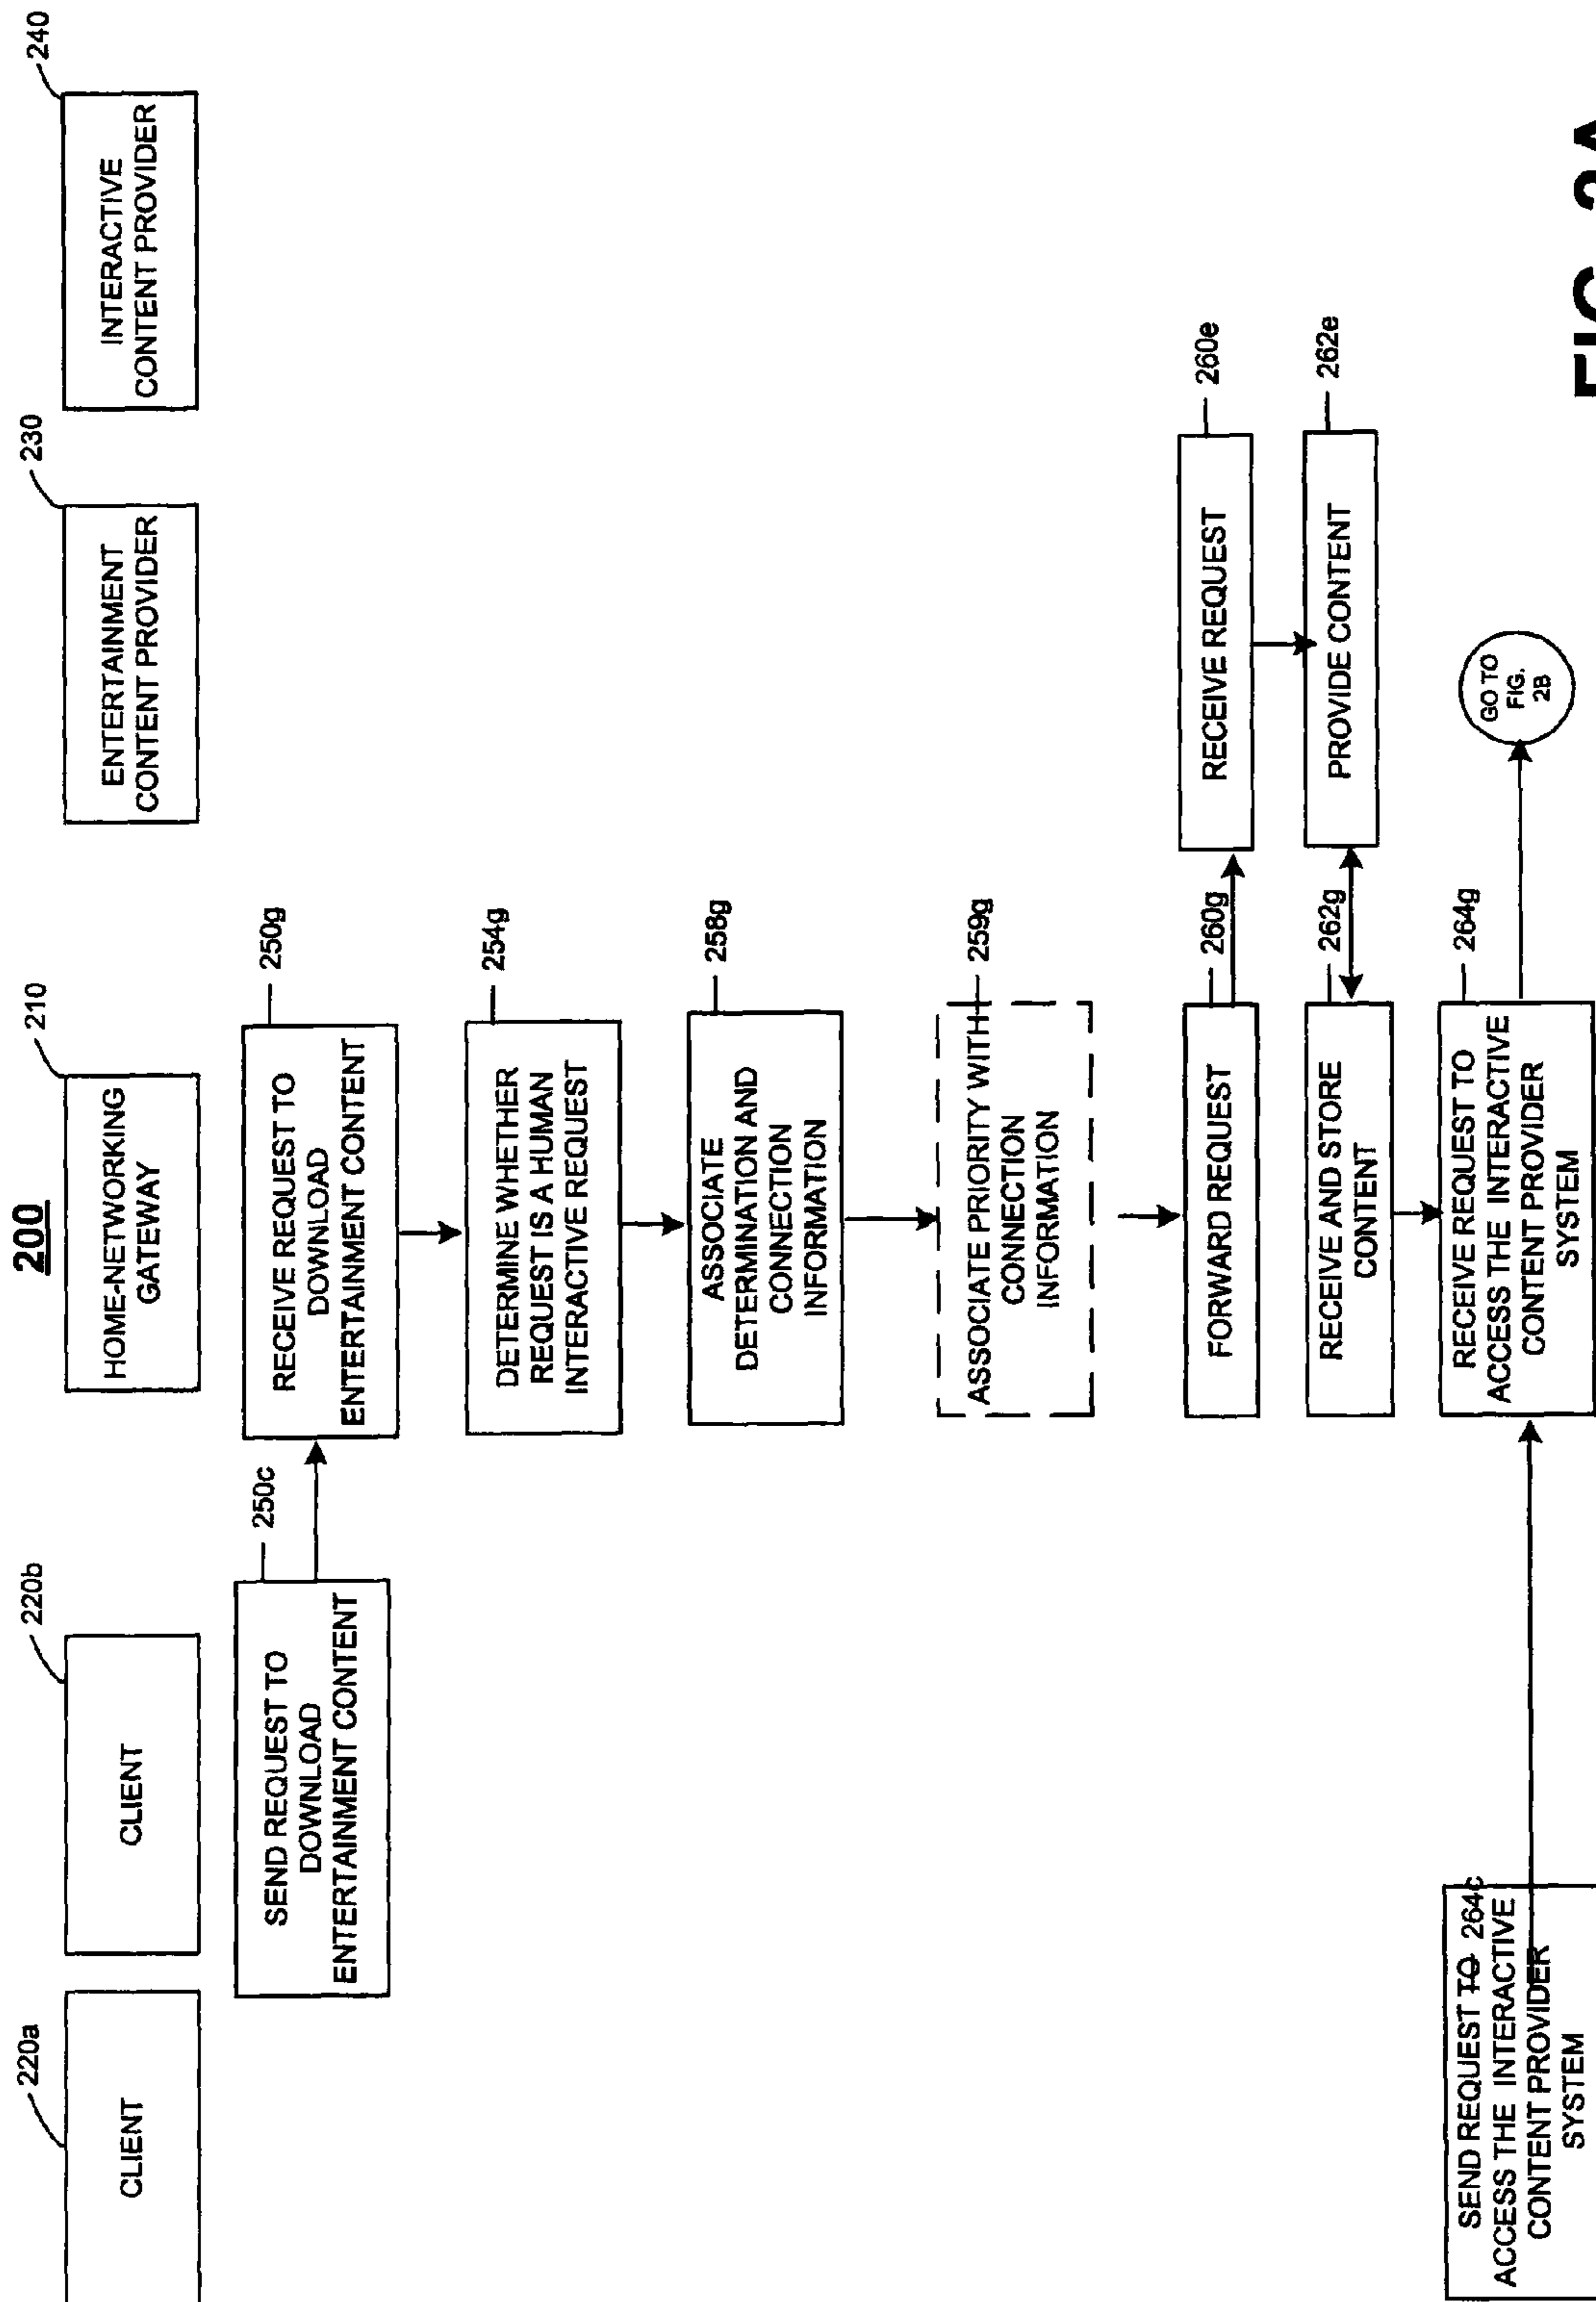 200
220a
CLIENT
220b
CLIENT
210
HOME-NETWORKING
GATEWAY
230
ENTERTAINMENT
CONTENT PROVIDER
240
INTERACTIVE
CONTENT PROVIDER
250c
SEND REQUEST TO
DOWNLOAD
ENTERTAINMENT CONTENT
250g
RECEIVE REQUEST TO
DOWNLOAD
ENTERTAINMENT CONTENT
254g
DETERMINE WHETHER
REQUEST IS A HUMAN
INTERACTIVE REQUEST
258g
ASSOCIATE
DETERMINATION AND
CONNECTION
INFORMATION
259g
ASSOCIATE PRIORITY WITH
CONNECTION
INFORMATION
260g
FORWARD REQUEST
260e
RECEIVE REQUEST
262g
RECEIVE AND STORE
CONTENT
262e
PROVIDE CONTENT
264c
SEND REQUEST TO
ACCESS THE INTERACTIVE
CONTENT PROVIDER
SYSTEM
264g
RECEIVE REQUEST TO
ACCESS THE INTERACTIVE
CONTENT PROVIDER
SYSTEM
GO TO
FIG.
2B